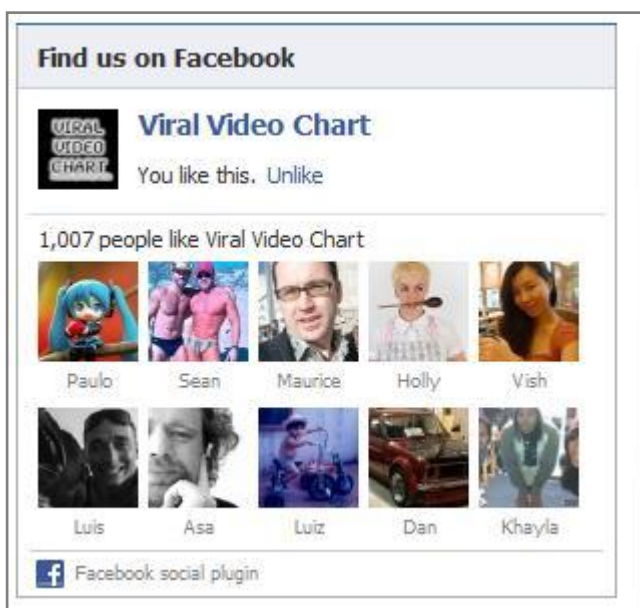 Find us on Facebook
VIRAL
VIDEO
CHART
Viral Video Chart
You like this. Unlike
1,007 people like Viral Video Chart
Paulo Sean Maurice Holly Vish
Luis Asa Luiz Dan Khayla
f Facebook social plugin